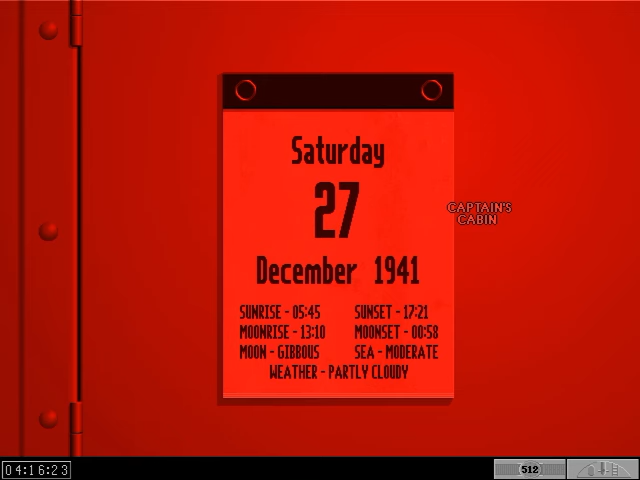 Saturday
27
December 1941
CAPTAIN'S
CABIN
SUNRISE - 05:45 SUNSET - 17:21
MOONRISE - 13:10 MOONSET - 00:58
MOON - GIBBOUS SEA - MODERATE
WEATHER - PARTLY CLOUDY
04:16:23
512